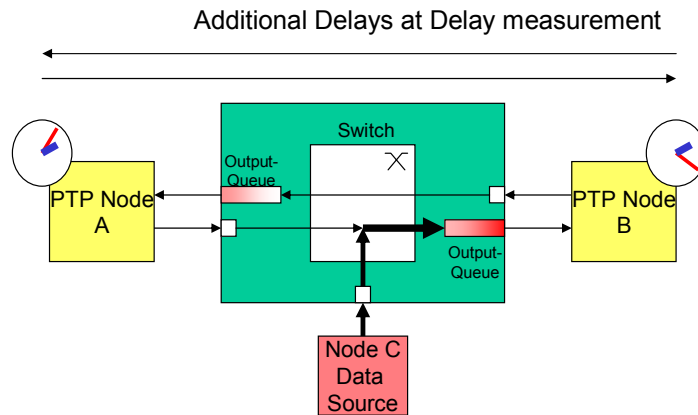 Additional Delays at Delay measurement
Switch
Output-
Queue
PTP Node
A
PTP Node
B
Output-
Queue
Node C
Data
Source